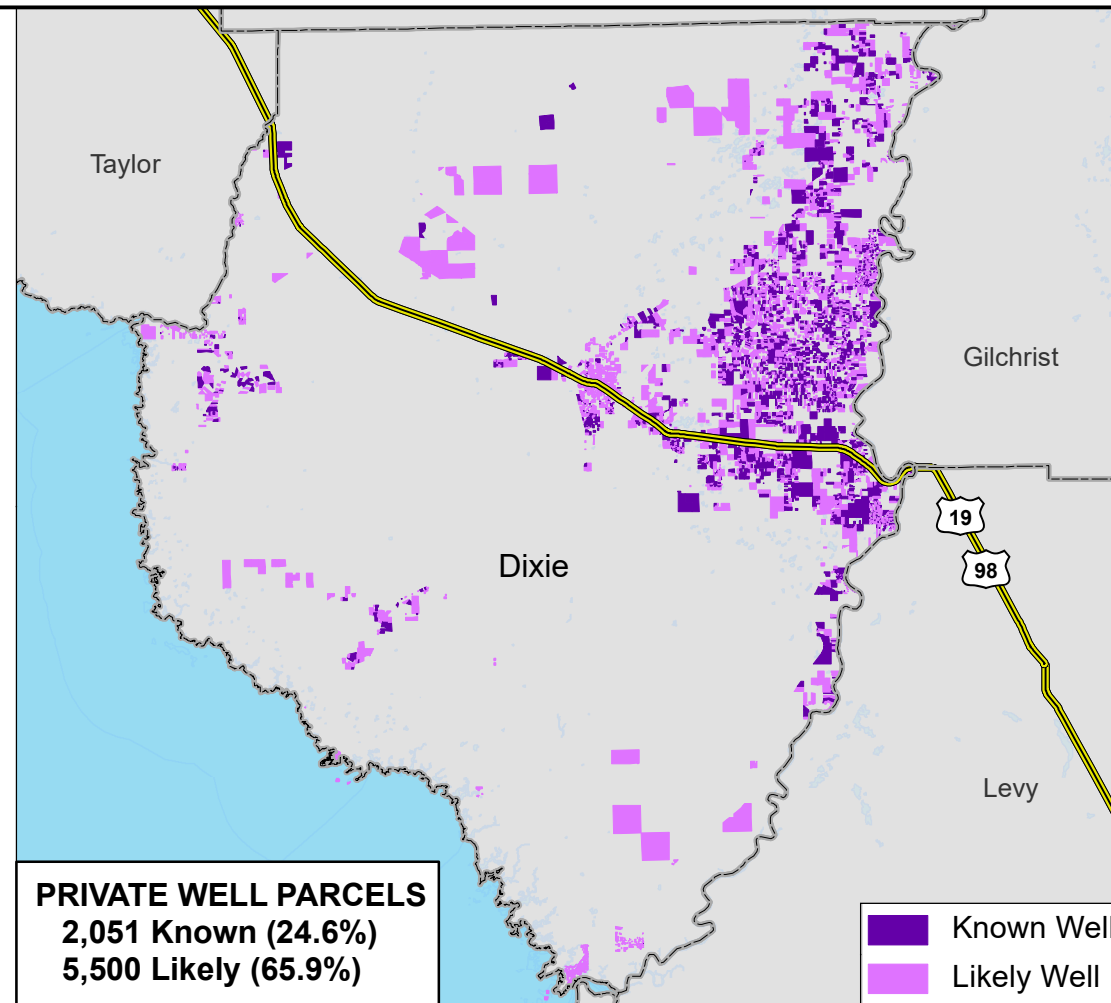 Taylor
Gilchrist
19
98
Dixie
Levy
PRIVATE WELL PARCELS
2,051 Known (24.6%)
5,500 Likely (65.9%)
Known Well
Likely Well